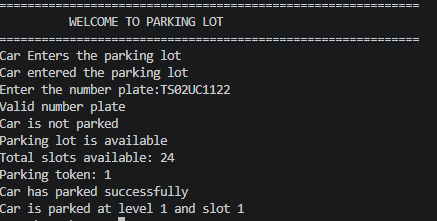 ============================================================
WELCOME TO PARKING LOT
============================================================
Car Enters the parking lot
Car entered the parking lot
Enter the number plate:TS02UC1122
Valid number plate
Car is not parked
Parking lot is available
Total slots available: 24
Parking token: 1
Car has parked successfully
Car is parked at level 1 and slot 1